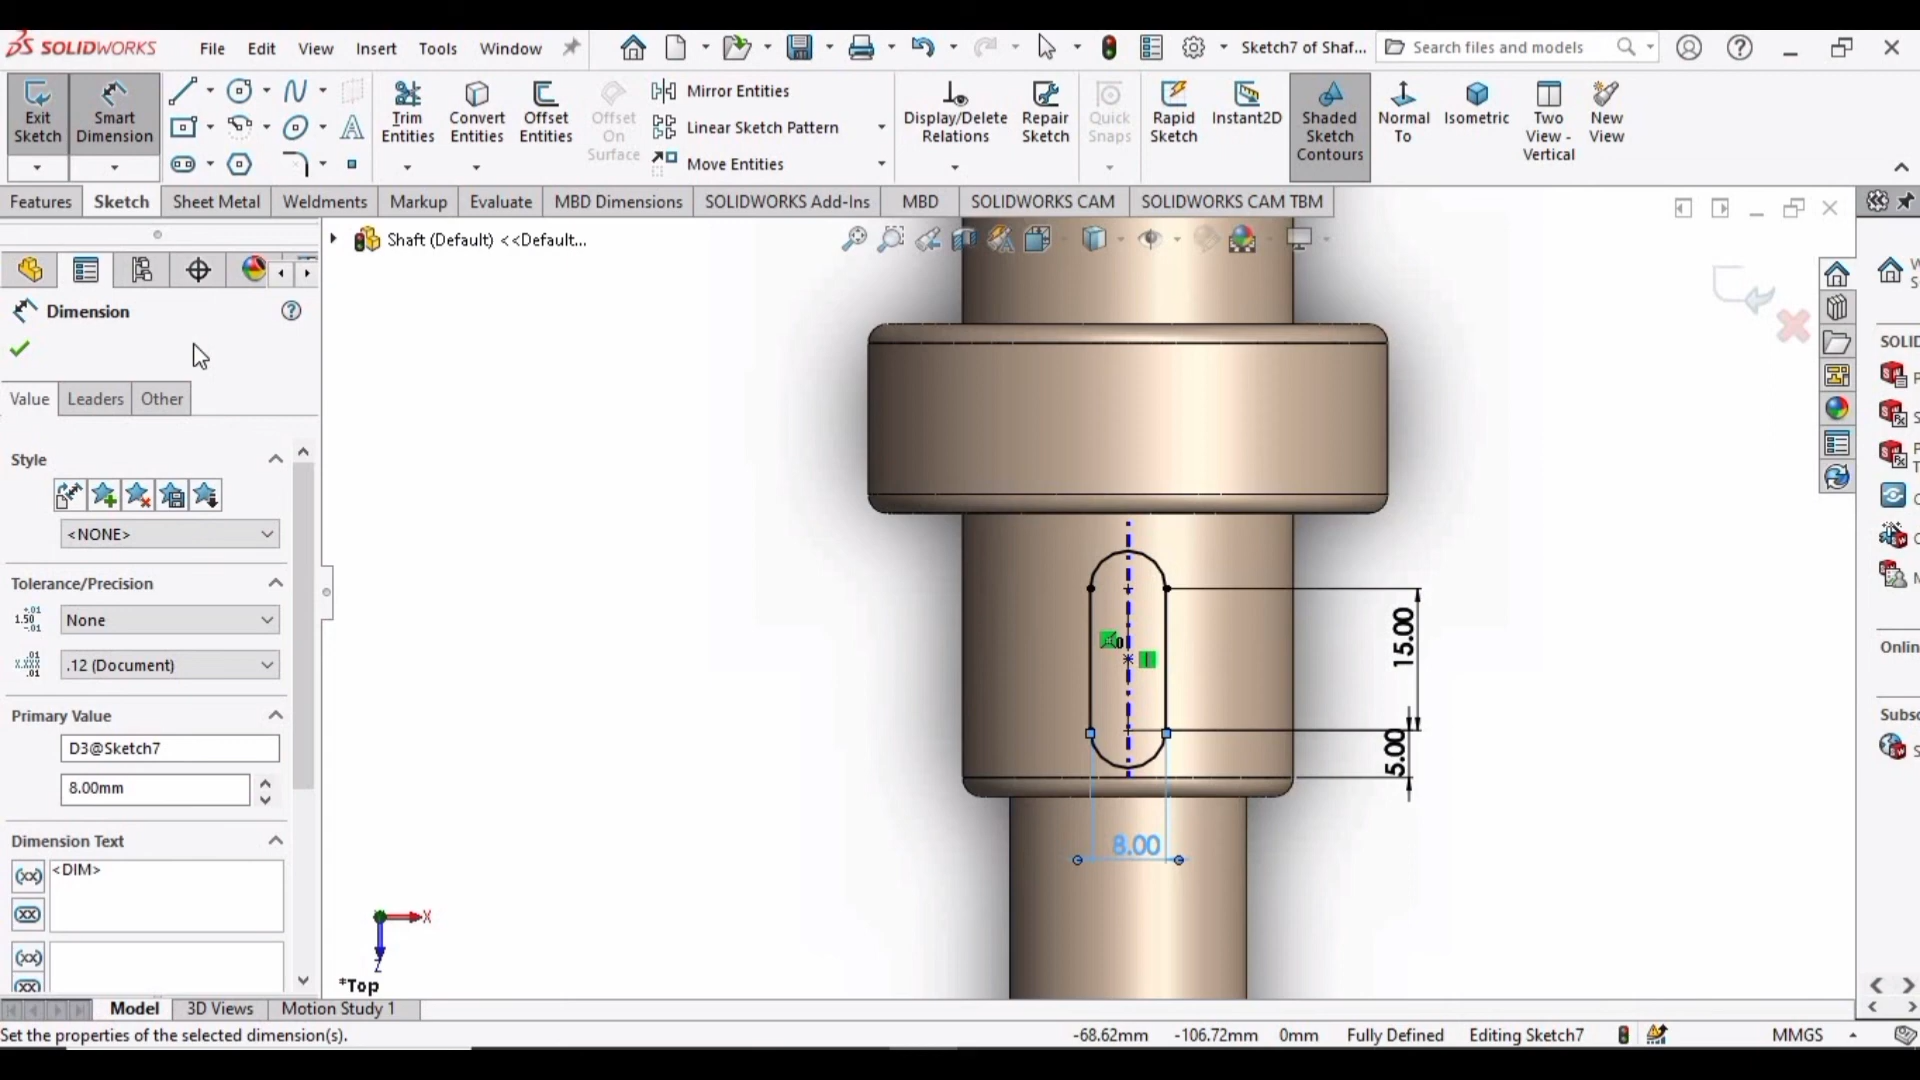 SOLIDWORKS
File Edit View Insert Tools Window
Sketch7 of Shaf...
Search files and models
Exit Sketch
Smart Dimension
Trim Entities
Convert Entities
Offset Entities
Offset On Surface
Mirror Entities
Linear Sketch Pattern
Move Entities
Display/Delete Relations
Repair Sketch
Quick Snaps
Rapid Sketch
Instant2D
Shaded Sketch Contours
Normal To
Isometric
Two View - Vertical
New View
Features Sketch Sheet Metal Weldments Markup Evaluate MBD Dimensions SOLIDWORKS Add-Ins MBD SOLIDWORKS CAM SOLIDWORKS CAM TBM
Shaft (Default) <<Default...
Dimension
Value Leaders Other
Style
<NONE>
Tolerance/Precision
None
.12 (Document)
Primary Value
D3@Sketch7
8.00mm
Dimension Text
<DIM>
15.00
5.00
8.00
X
Z
*Top
SOLID
Onlin
Subsc
Model 3D Views Motion Study 1
Set the properties of the selected dimension(s).
-68.62mm -106.72mm 0mm Fully Defined Editing Sketch7 MMGS